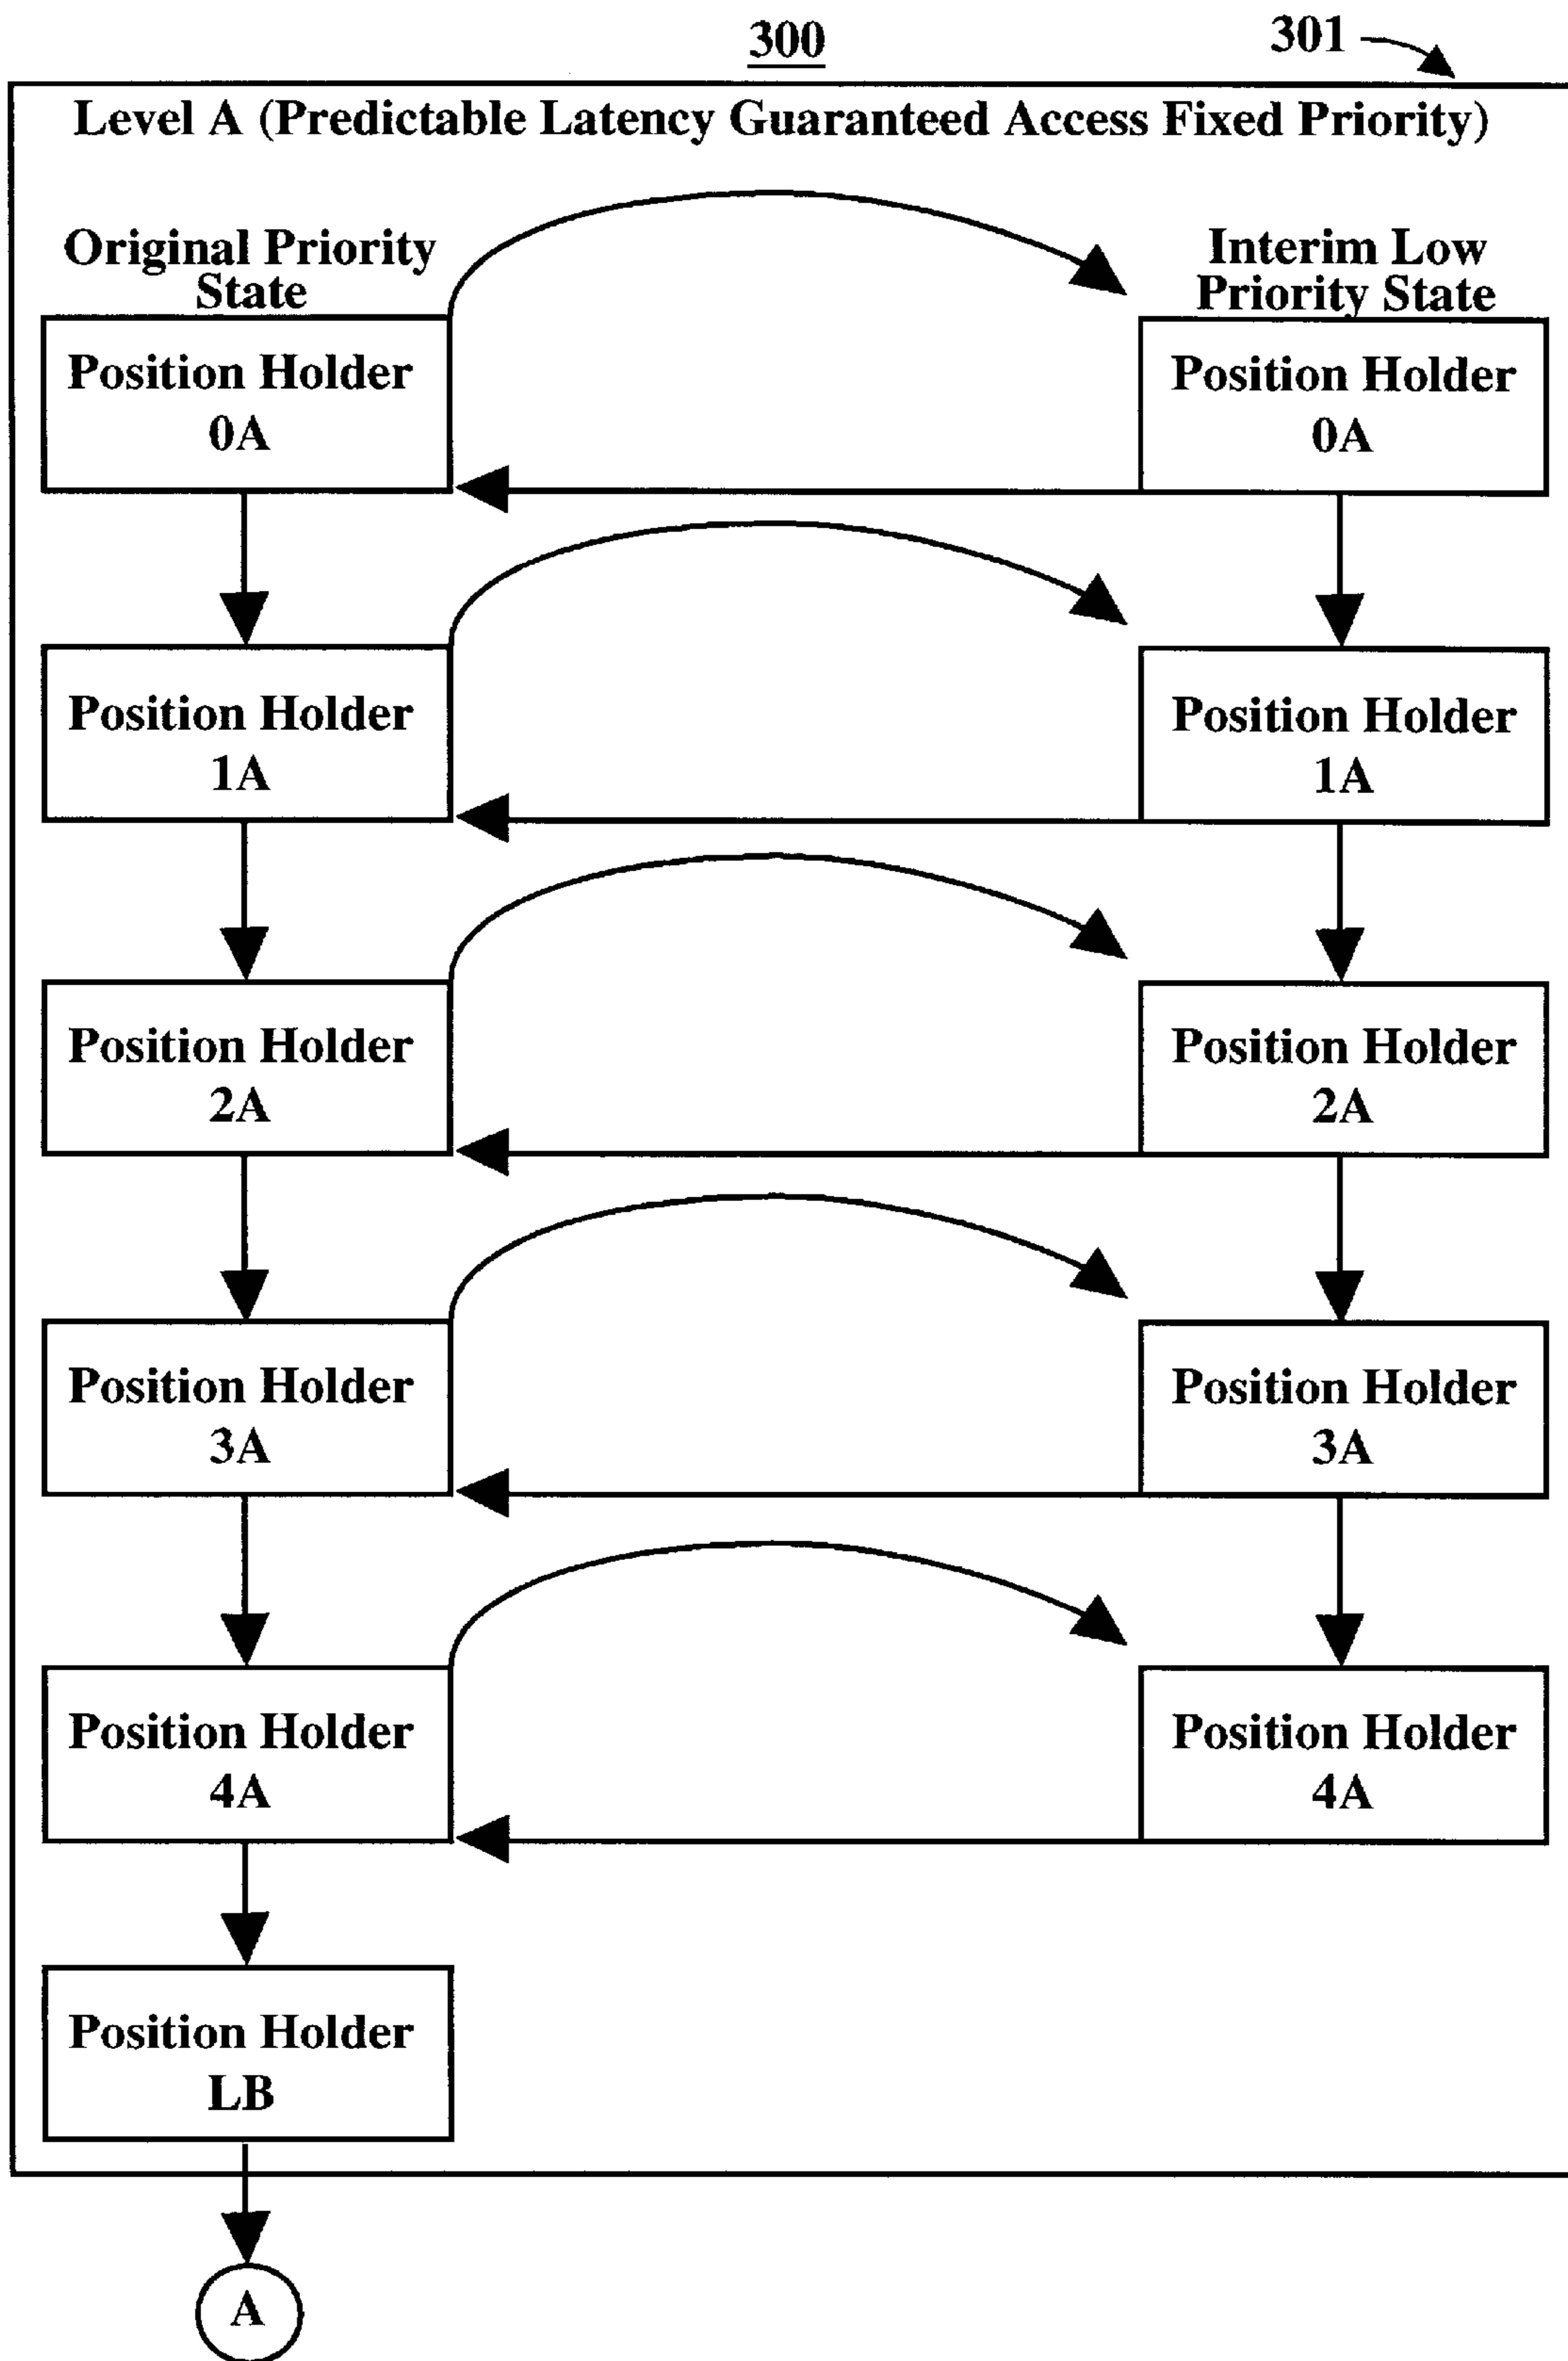 300
301
Level A (Predictable Latency Guaranteed Access Fixed Priority)
Original Priority
State
Interim Low
Priority State
Position Holder
0A
Position Holder
0A
Position Holder
1A
Position Holder
1A
Position Holder
2A
Position Holder
2A
Position Holder
3A
Position Holder
3A
Position Holder
4A
Position Holder
4A
Position Holder
LB
A